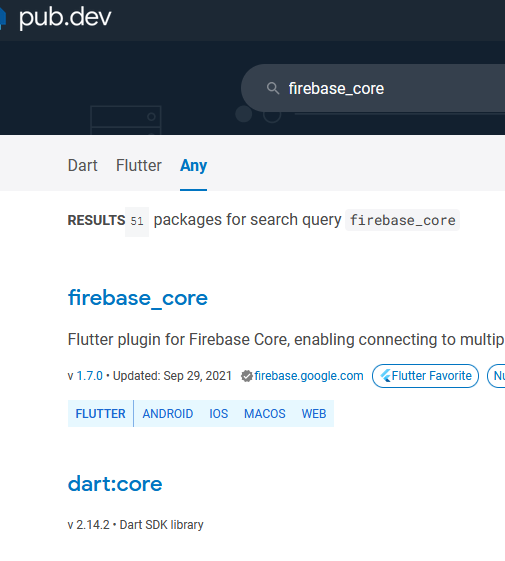 pub.dev
firebase_core
Dart Flutter Any
RESULTS 51 packages for search query firebase_core
firebase_core
Flutter plugin for Firebase Core, enabling connecting to multip
v 1.7.0 • Updated: Sep 29, 2021 firebase.google.com Flutter Favorite Nu
FLUTTER ANDROID IOS MACOS WEB
dart:core
v 2.14.2 • Dart SDK library